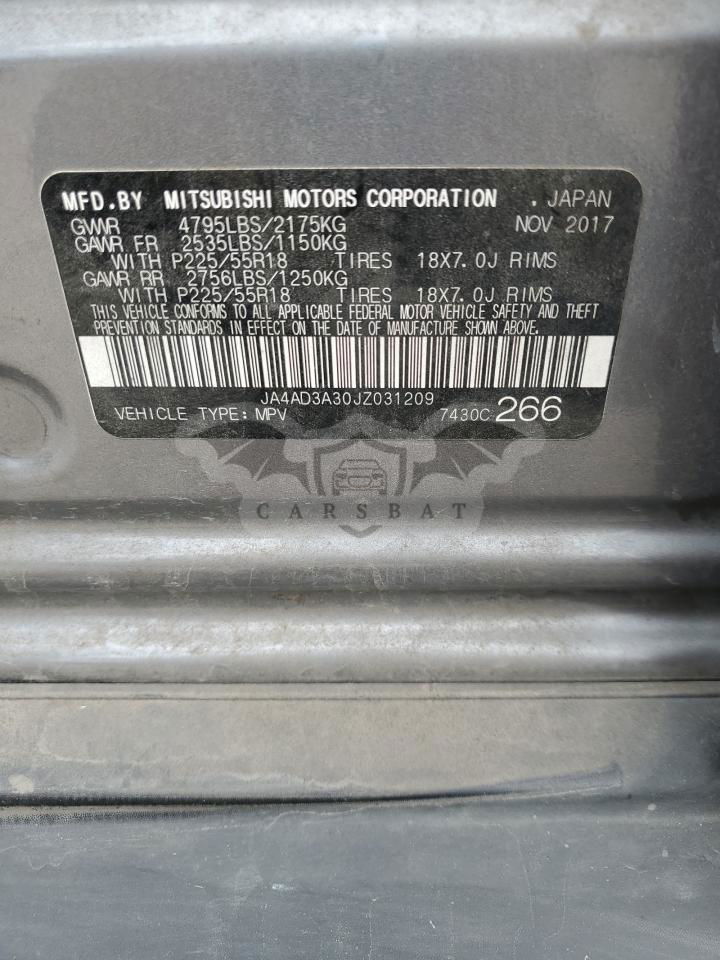 MFD.BY MITSUBISHI MOTORS CORPORATION . JAPAN
GVWR 4795LBS/2175KG NOV 2017
GAWR FR 2535LBS/1150KG
WITH P225/55R18 TIRES 18X7.0J RIMS
GAWR RR 2756LBS/1250KG
WITH P225/55R18 TIRES 18X7.0J RIMS
THIS VEHICLE CONFORMS TO ALL APPLICABLE FEDERAL MOTOR VEHICLE SAFETY AND THEFT
PREVENTION STANDARDS IN EFFECT ON THE DATE OF MANUFACTURE SHOWN ABOVE.
JA4AD3A30JZ031209
VEHICLE TYPE: MPV 7430C 266
CARSBAT